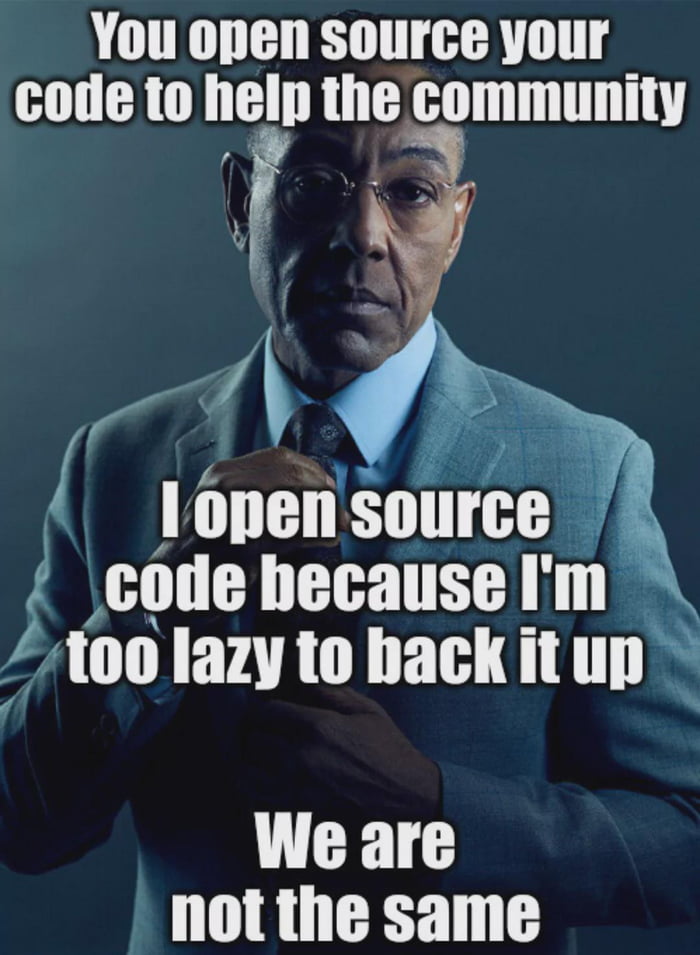 You open source your
code to help the community
I open source
code because I'm
too lazy to back it up
We are
not the same